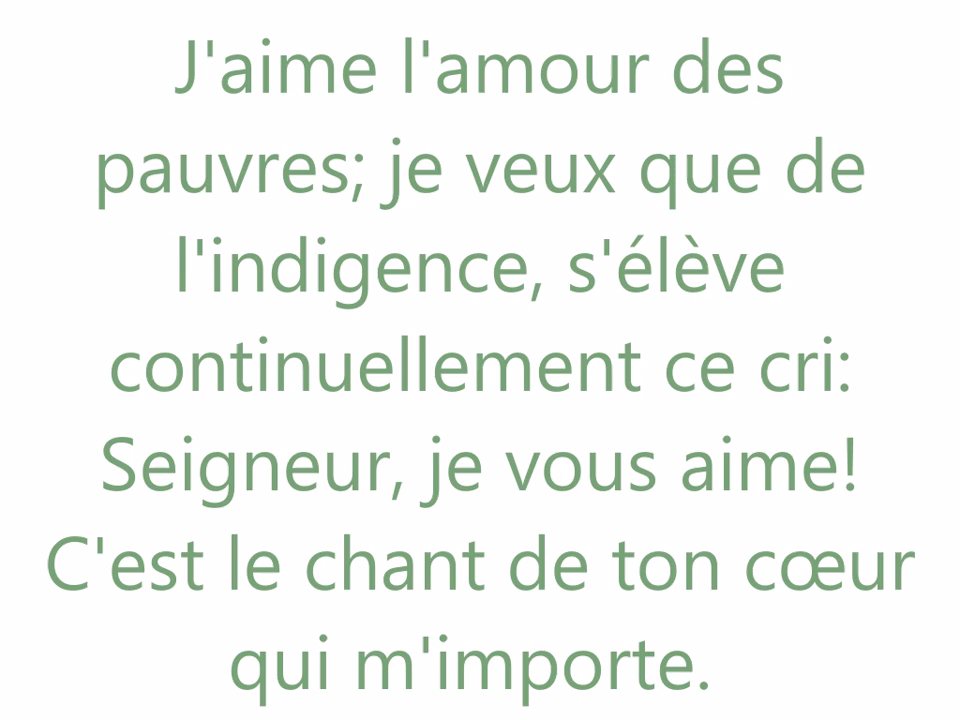 J'aime l'amour des
pauvres; je veux que de
l'indigence, s'élève
continuellement ce cri:
Seigneur, je vous aime!
C'est le chant de ton cœur
qui m'importe.